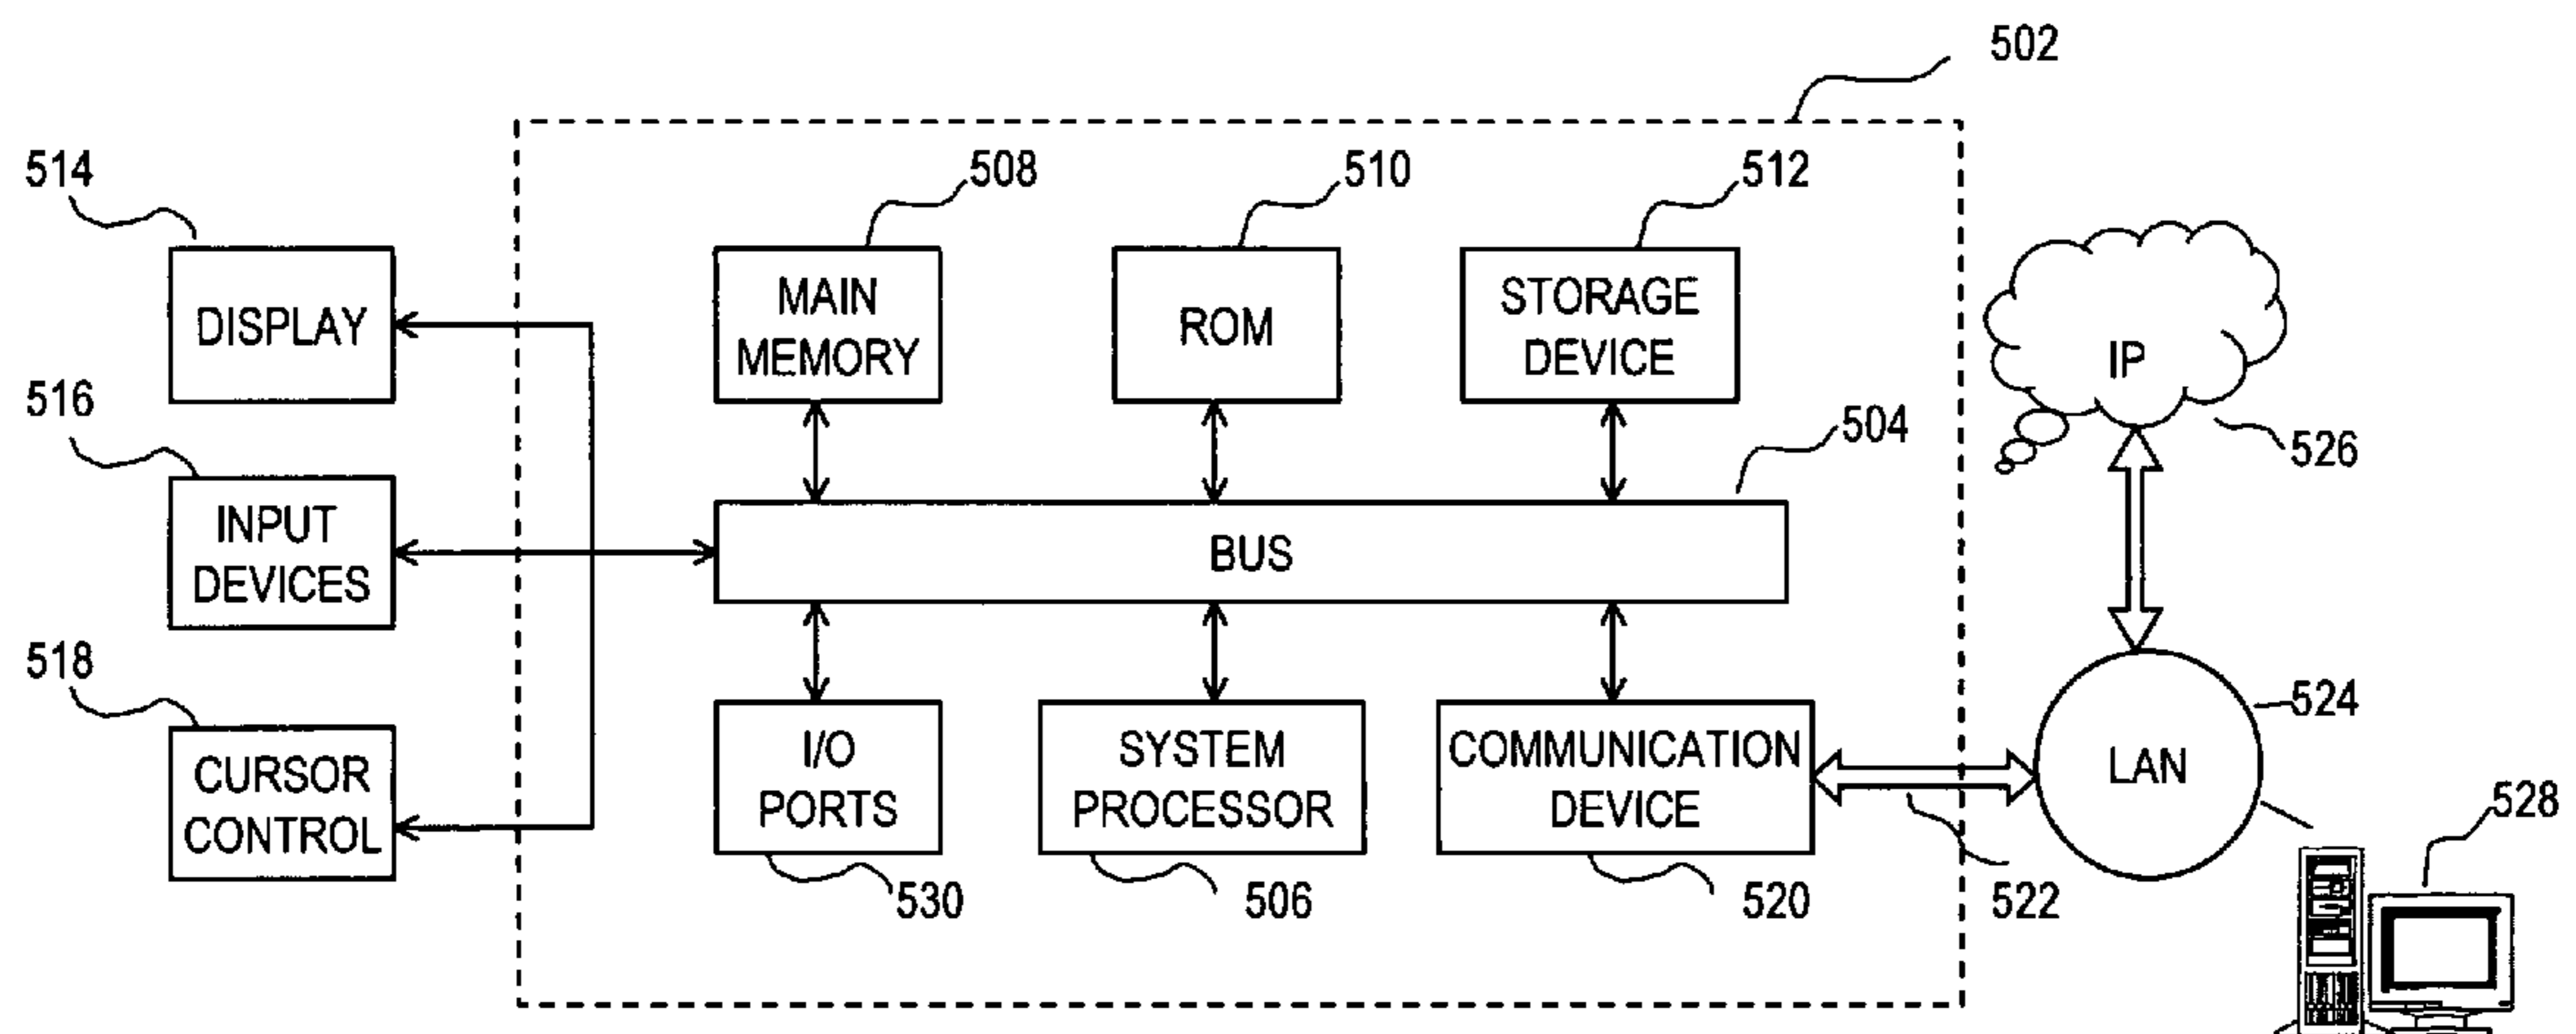 502
514
508
510
512
DISPLAY
MAIN
MEMORY
ROM
STORAGE
DEVICE
IP
516
504
526
INPUT
DEVICES
BUS
518
524
CURSOR
CONTROL
I/O
PORTS
SYSTEM
PROCESSOR
COMMUNICATION
DEVICE
LAN
528
530
506
520
522